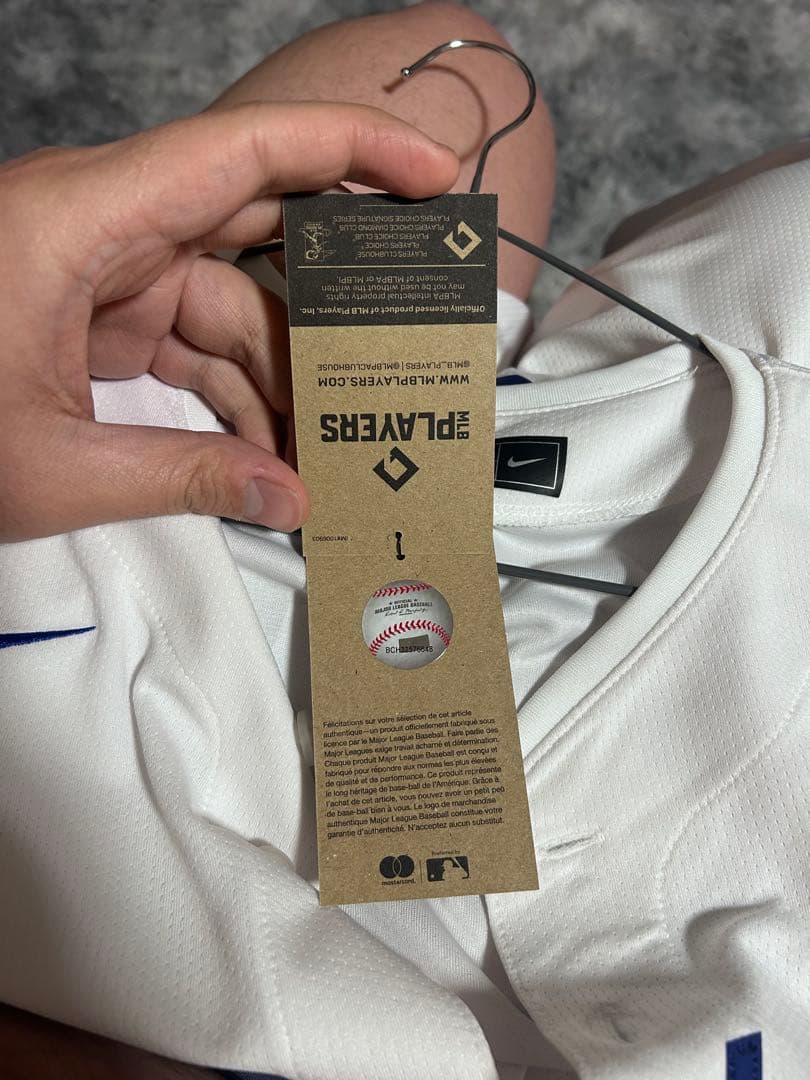 PLAYERS CLUBHOUSE®
PLAYERS CHOICE®
PLAYERS CHOICE DIAMOND CLUB®
PLAYERS CHOICE SIGNATURE SERIES
Officially licensed product of MLB Players, Inc.
MLBPA intellectual property rights
may not be used without the written
consent of MLBPA or MLBPI.
WWW.MLBPLAYERS.COM
@MLB_PLAYERS | @MLBPACLUBHOUSE
MLB
PLAYERS
OFFICIAL
MAJOR LEAGUE BASEBALL
Félicitations sur votre sélection de cet article
authentique—un produit officiellement fabriqué sous
licence par le Major League Baseball. Faire partie des
Major Leagues exige travail acharné et détermination.
Chaque produit Major League Baseball est conçu et
fabriqué pour répondre aux normes les plus élevées
de qualité et de performance. Ce produit représente
le long héritage de base-ball de l'Amérique. Grâce à
l'achat de cet article, vous pouvez avoir un petit peu
de base-ball bien à vous. Le logo de marchandise
authentique Major League Baseball constitue votre
garantie d'authenticité. N'acceptez aucun substitut.
mastercard.
Preferred by